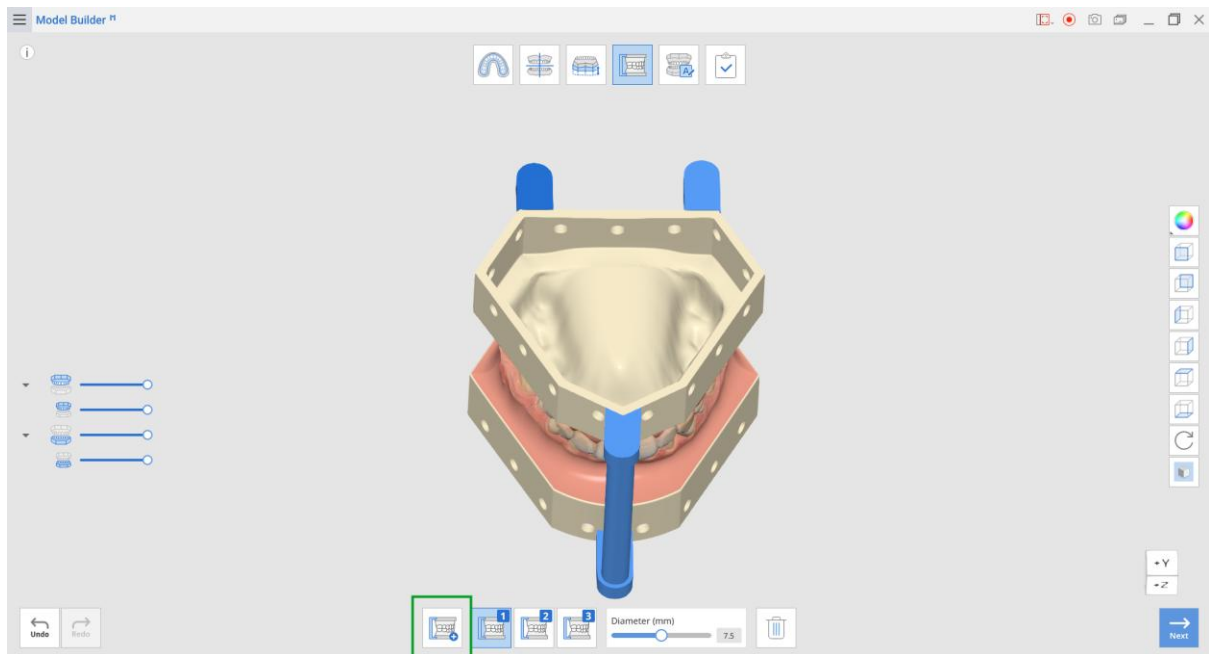 Model Builder M
i
A
+Y
+Z
Undo
Redo
1
2
3
Diameter (mm)
7.5
Next